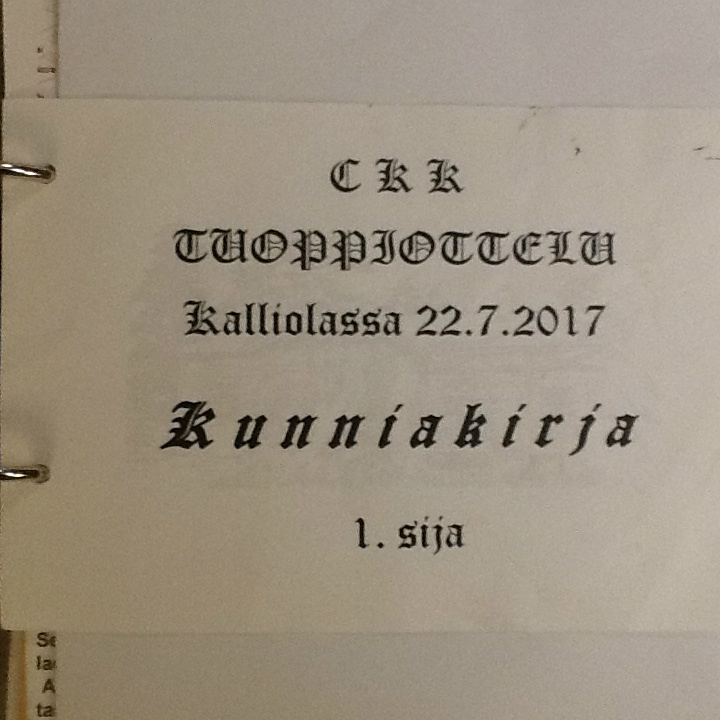 C K K
TUOPPIOTTELU
Kalliolassa 22.7.2017
Kunniakirja
1. sija